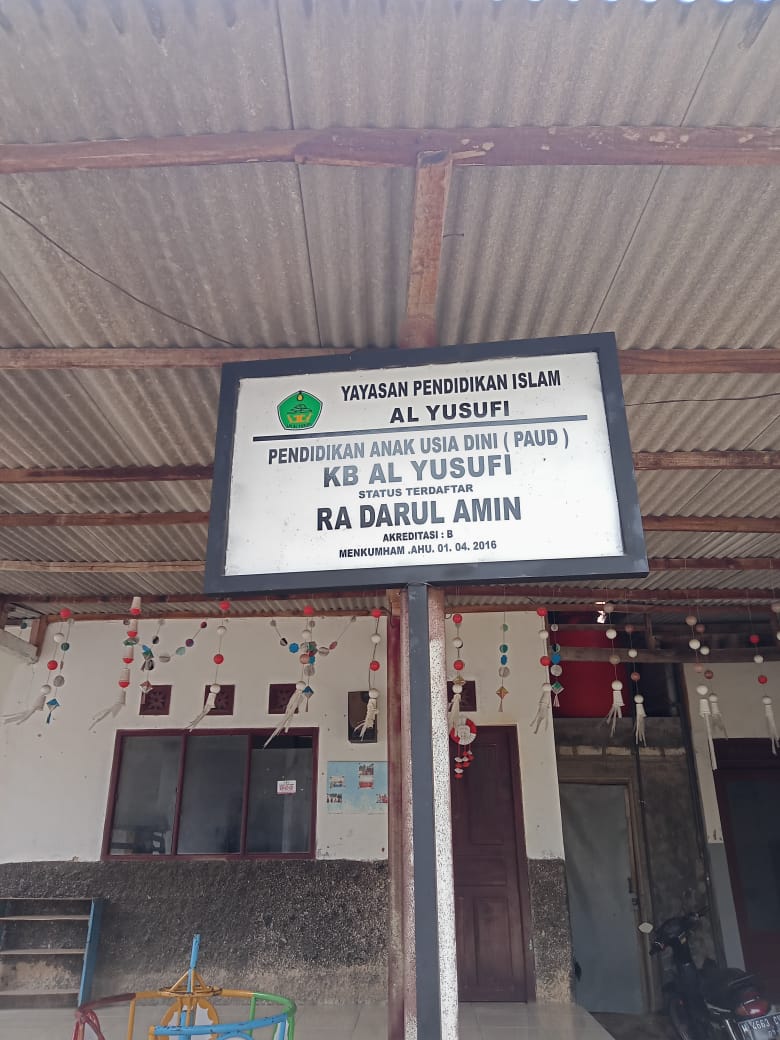 YAYASAN PENDIDIKAN ISLAM
AL YUSUFI
PENDIDIKAN ANAK USIA DINI ( PAUD )
KB AL YUSUFI
STATUS TERDAFTAR
RA DARUL AMIN
AKREDITASI : B
MENKUMHAM .AHU. 01. 04. 2016